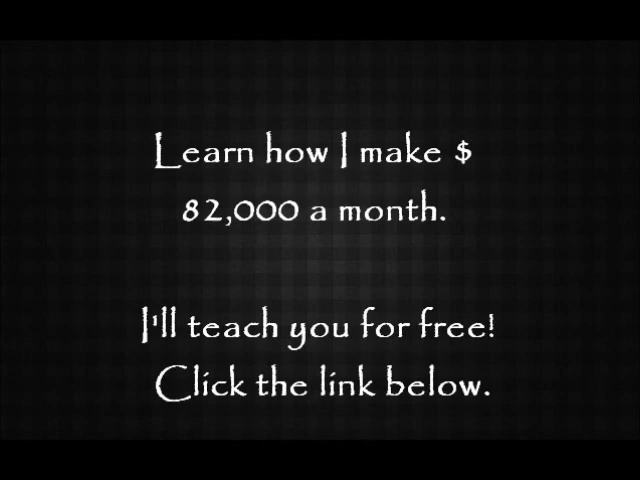 Learn how I make $
82,000 a month.
I'll teach you for free!
Click the link below.